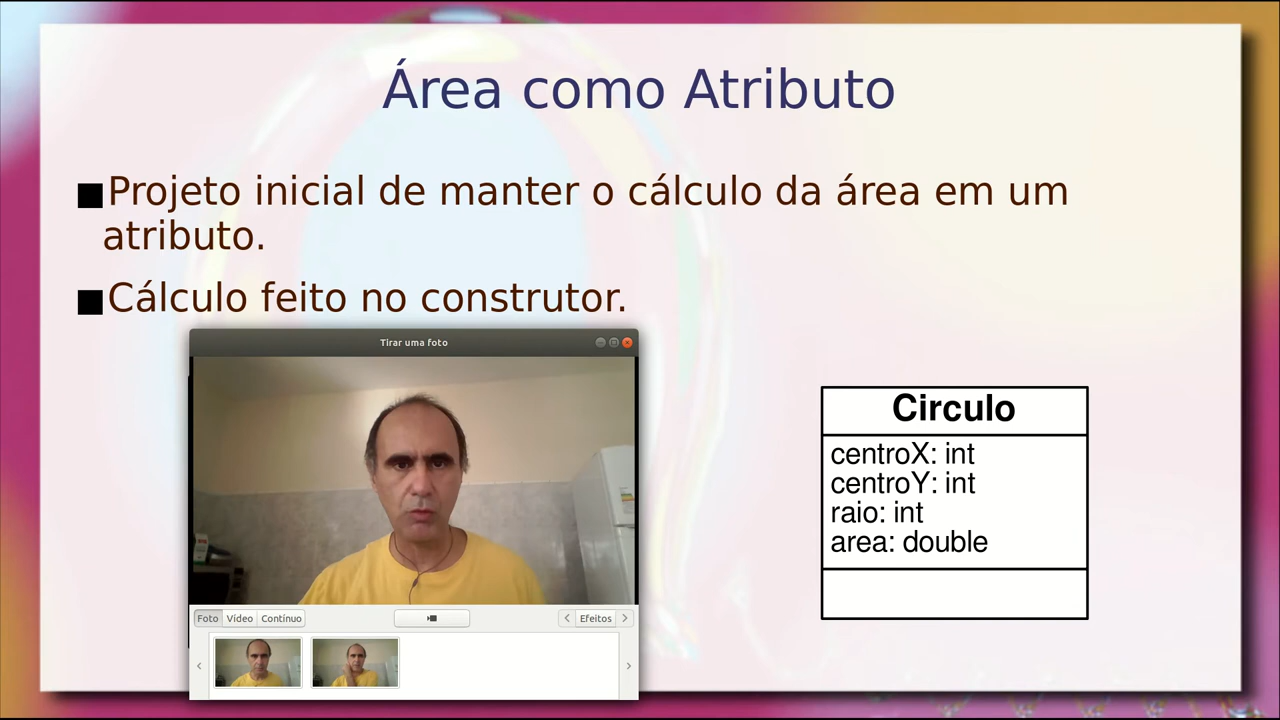 Área como Atributo
Projeto inicial de manter o cálculo da área em um
atributo.
Cálculo feito no construtor.
Tirar uma foto
Foto Vídeo Contínuo
Efeitos
Circulo
centroX: int
centroY: int
raio: int
area: double